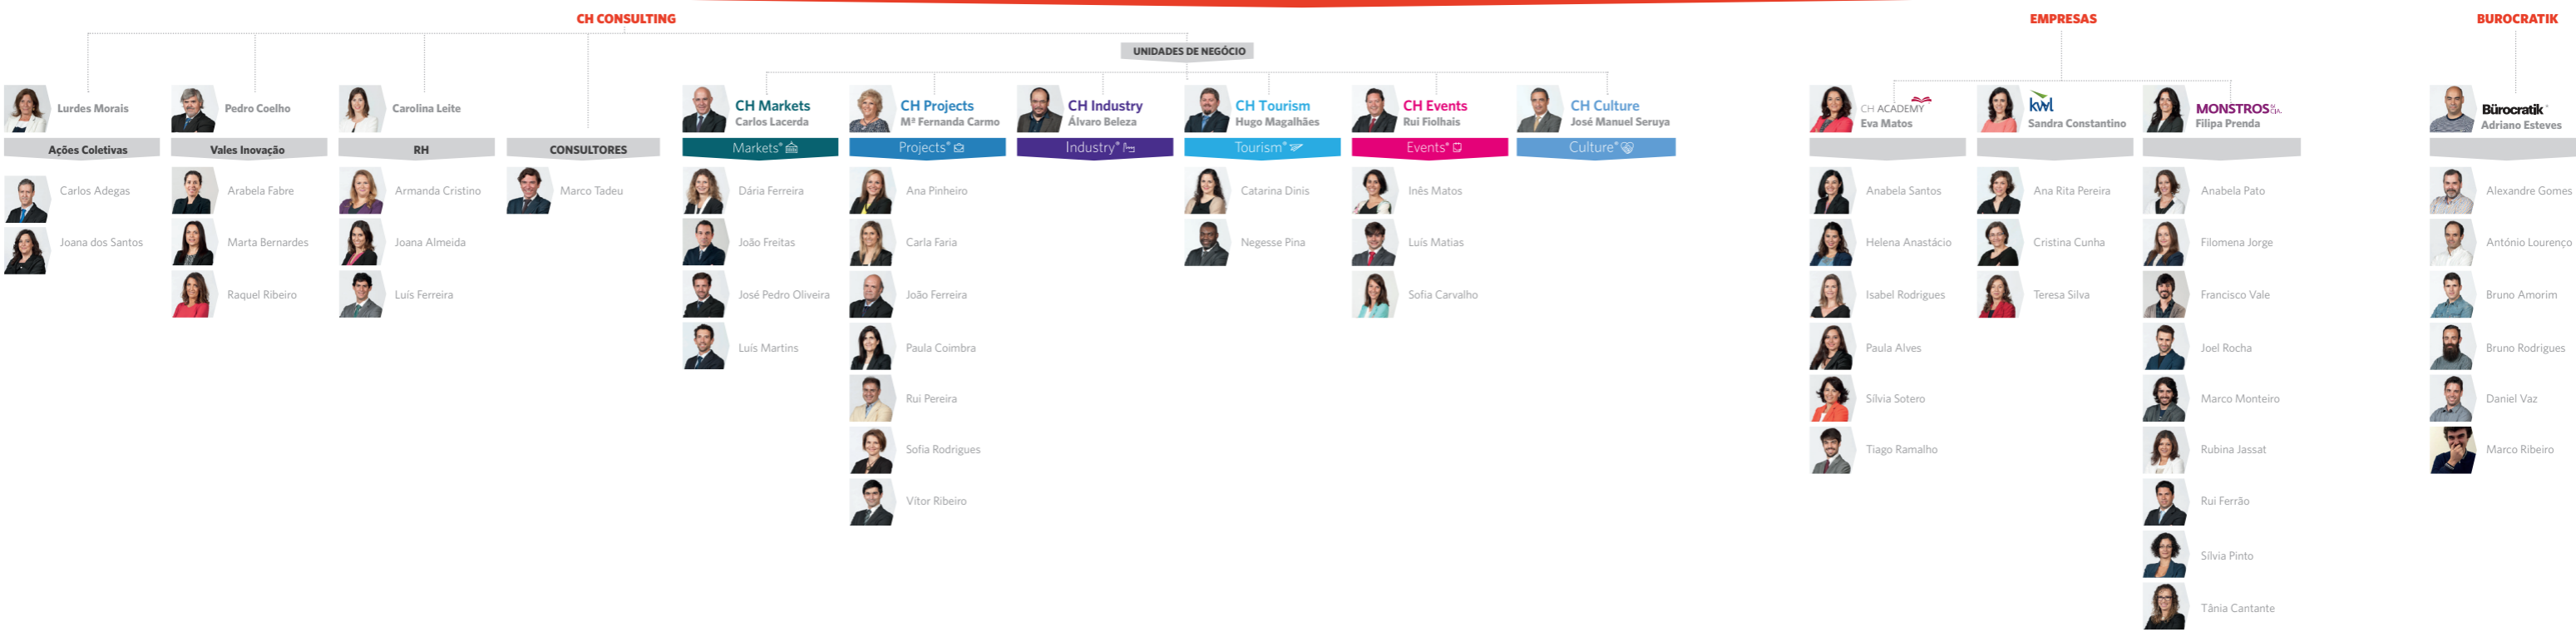 CH CONSULTING
EMPRESAS
BUROCRATIK
UNIDADES DE NEGÓCIO
Lurdes Morais
Ações Coletivas
Carlos Adegas
Joana dos Santos
Pedro Coelho
Vales Inovação
Arabela Fabre
Marta Bernardes
Raquel Ribeiro
Carolina Leite
RH
Armanda Cristino
Joana Almeida
Luís Ferreira
CONSULTORES
Marco Tadeu
CH Markets
Carlos Lacerda
Markets®
Dária Ferreira
João Freitas
José Pedro Oliveira
Luís Martins
CH Projects
Mª Fernanda Carmo
Projects®
Ana Pinheiro
Carla Faria
João Ferreira
Paula Coimbra
Rui Pereira
Sofia Rodrigues
Vítor Ribeiro
CH Industry
Álvaro Beleza
Industry®
CH Tourism
Hugo Magalhães
Tourism®
Catarina Dinis
Negesse Pina
CH Events
Rui Fiolhais
Events®
Inês Matos
Luís Matias
Sofia Carvalho
CH Culture
José Manuel Seruya
Culture®
CH ACADEMY
Eva Matos
Anabela Santos
Helena Anastácio
Isabel Rodrigues
Paula Alves
Sílvia Sotero
Tiago Ramalho
kwl
Sandra Constantino
Ana Rita Pereira
Cristina Cunha
Teresa Silva
MONSTROS & CIA.
Filipa Prenda
Anabela Pato
Filomena Jorge
Francisco Vale
Joel Rocha
Marco Monteiro
Rubina Jassat
Rui Ferrão
Sílvia Pinto
Tânia Cantante
Bürocratik®
Adriano Esteves
Alexandre Gomes
António Lourenço
Bruno Amorim
Bruno Rodrigues
Daniel Vaz
Marco Ribeiro